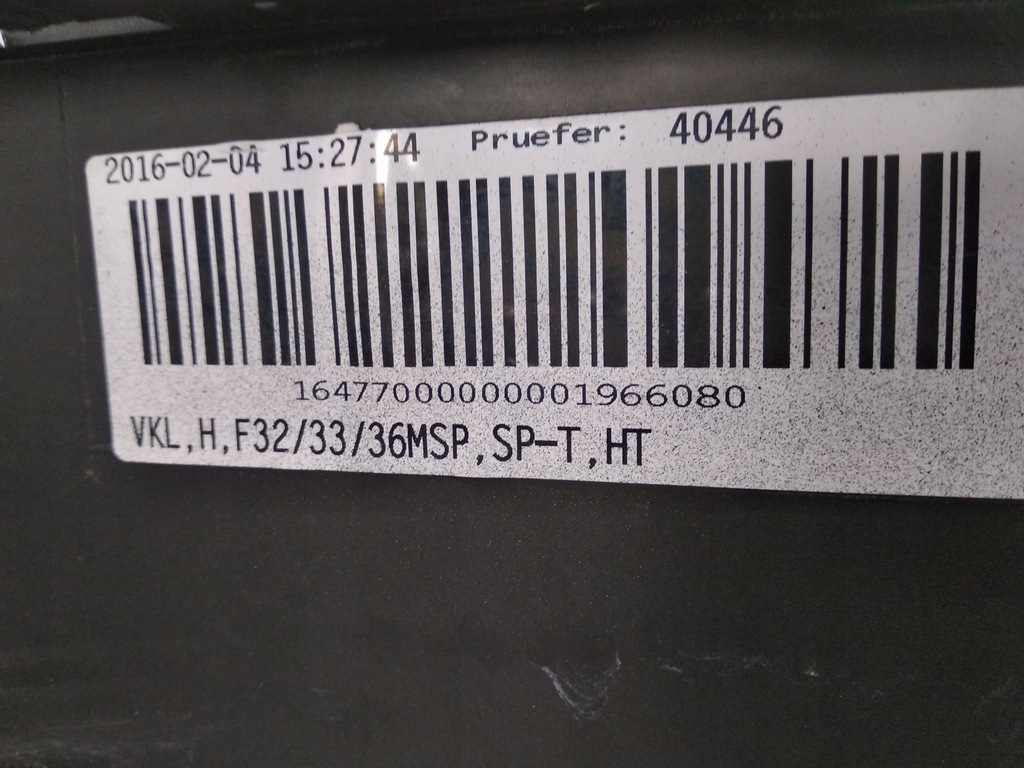 2016-02-04 15:27:44 Pruefer: 40446
16477000000001966080
VKL,H,F32/33/36MSP,SP-T,HT